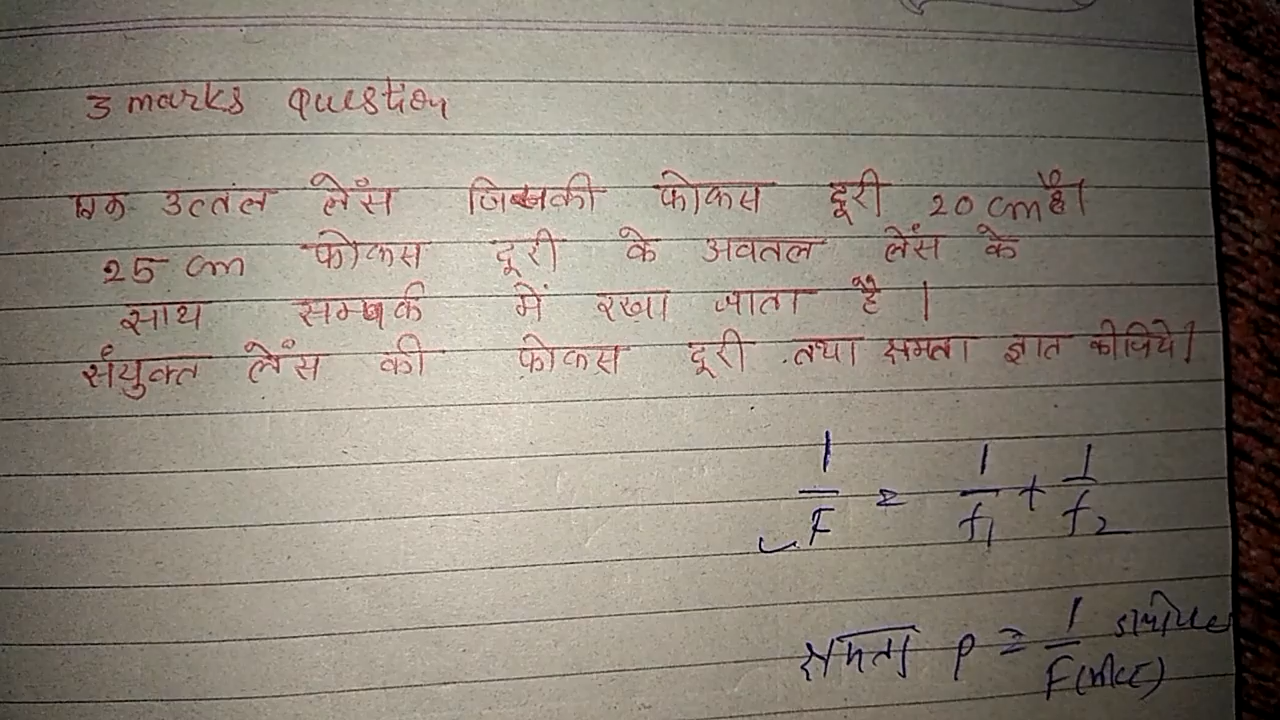 3 marks question
एक उत्तल लेंस जिसकी फोकस दूरी 20 cm है।
25 cm फोकस दूरी के अवतल लेंस के
साथ सम्पर्क में रखा जाता है ।
संयुक्त लेंस की फोकस दूरी तथा क्षमता ज्ञात कीजिये।
1/F = 1/f₁ + 1/f₂
क्षमता P = 1/F(मीटर)